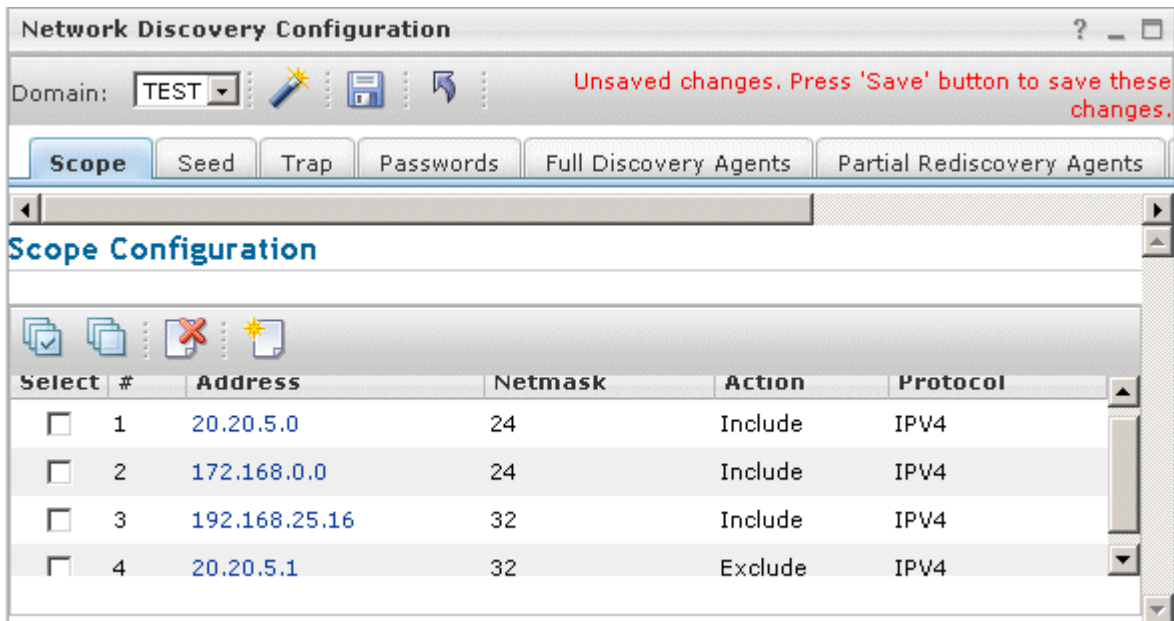 Network Discovery Configuration ?
Domain: TEST Unsaved changes. Press 'Save' button to save these
changes.
Scope Seed Trap Passwords Full Discovery Agents Partial Rediscovery Agents
Scope Configuration
Select # Address Netmask Action Protocol
1 20.20.5.0 24 Include IPV4
2 172.168.0.0 24 Include IPV4
3 192.168.25.16 32 Include IPV4
4 20.20.5.1 32 Exclude IPV4